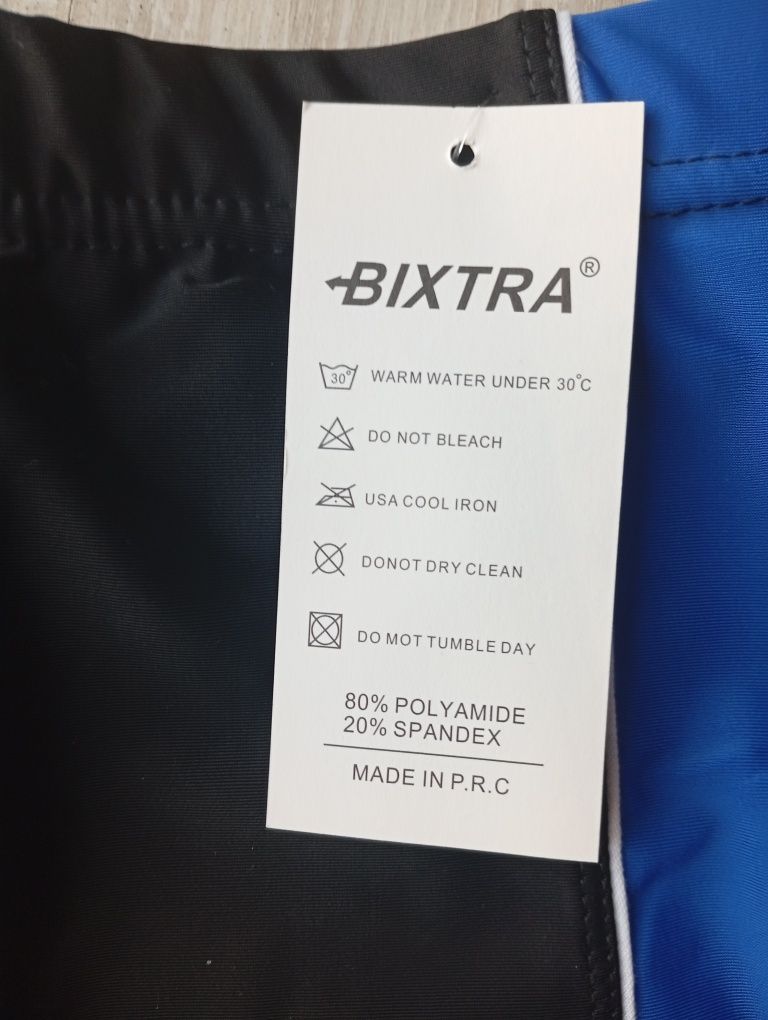 BIXTRA®
30° WARM WATER UNDER 30°C
DO NOT BLEACH
USA COOL IRON
DONOT DRY CLEAN
DO MOT TUMBLE DAY
80% POLYAMIDE
20% SPANDEX
MADE IN P.R.C